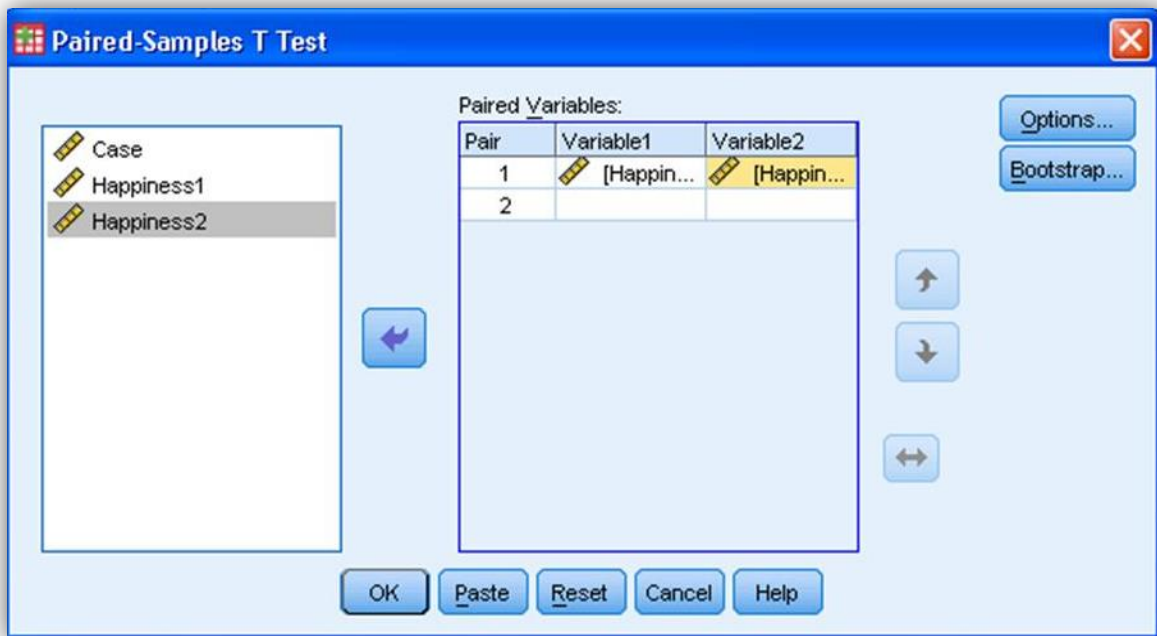 Paired-Samples T Test
Case
Happiness1
Happiness2
Paired Variables:
Pair Variable1 Variable2
1 [Happin... [Happin...
2
Options...
Bootstrap...
OK Paste Reset Cancel Help